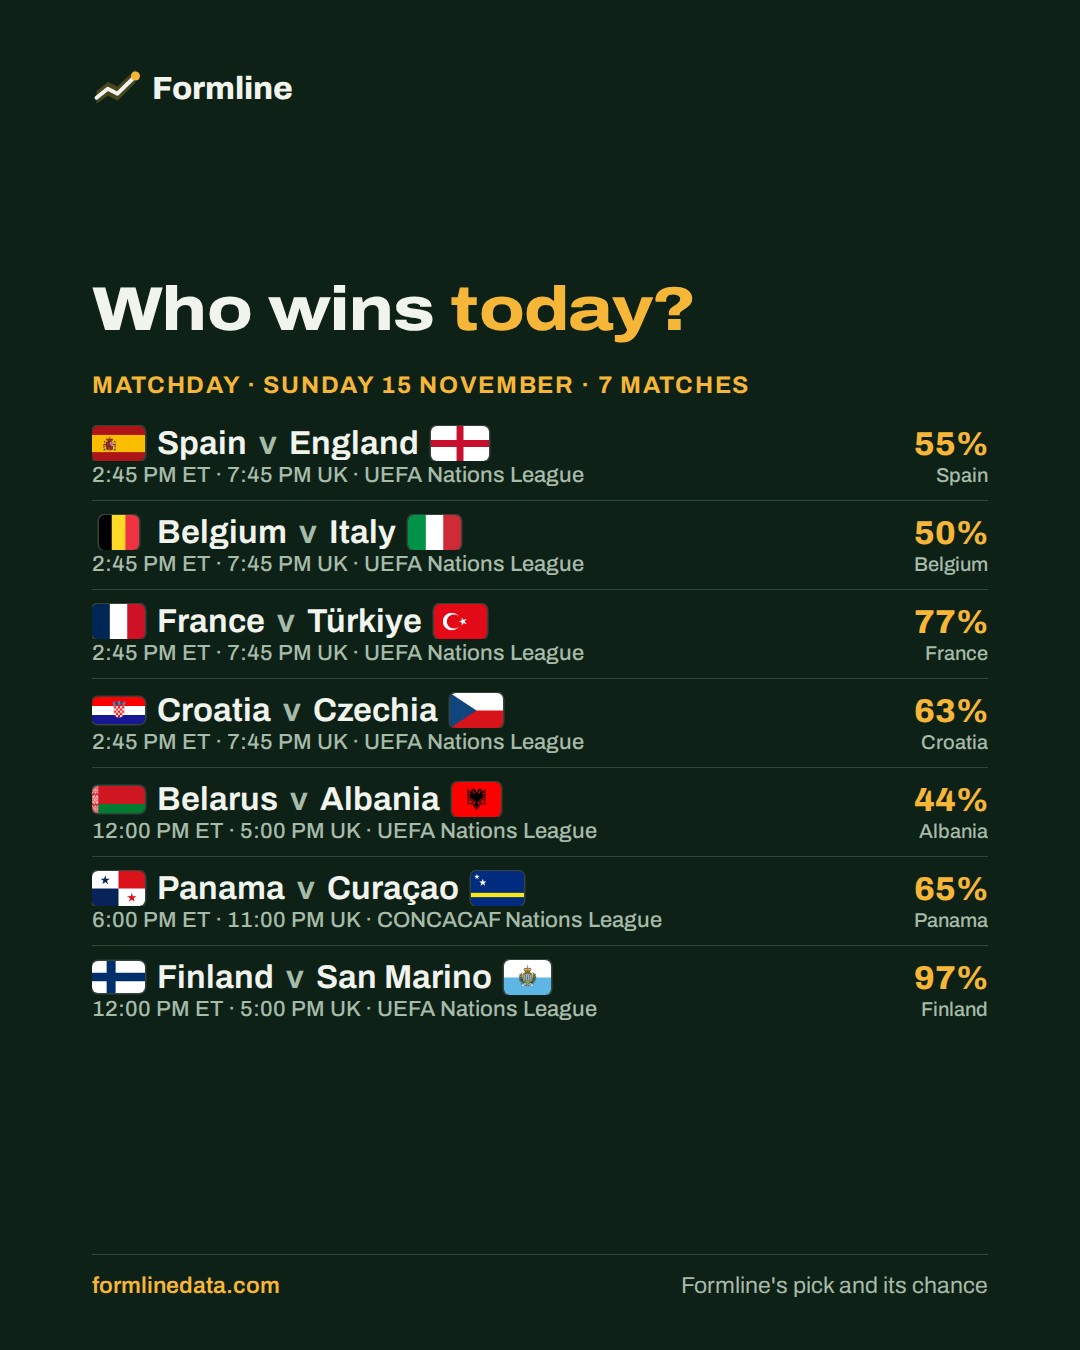 Formline
Who wins today?
MATCHDAY · SUNDAY 15 NOVEMBER · 7 MATCHES
Spain v England
55%
2:45 PM ET · 7:45 PM UK · UEFA Nations League
Spain
Belgium v Italy
50%
2:45 PM ET · 7:45 PM UK · UEFA Nations League
Belgium
France v Türkiye
77%
2:45 PM ET · 7:45 PM UK · UEFA Nations League
France
Croatia v Czechia
63%
2:45 PM ET · 7:45 PM UK · UEFA Nations League
Croatia
Belarus v Albania
44%
12:00 PM ET · 5:00 PM UK · UEFA Nations League
Albania
Panama v Curaçao
65%
6:00 PM ET · 11:00 PM UK · CONCACAF Nations League
Panama
Finland v San Marino
97%
12:00 PM ET · 5:00 PM UK · UEFA Nations League
Finland
formlinedata.com
Formline's pick and its chance